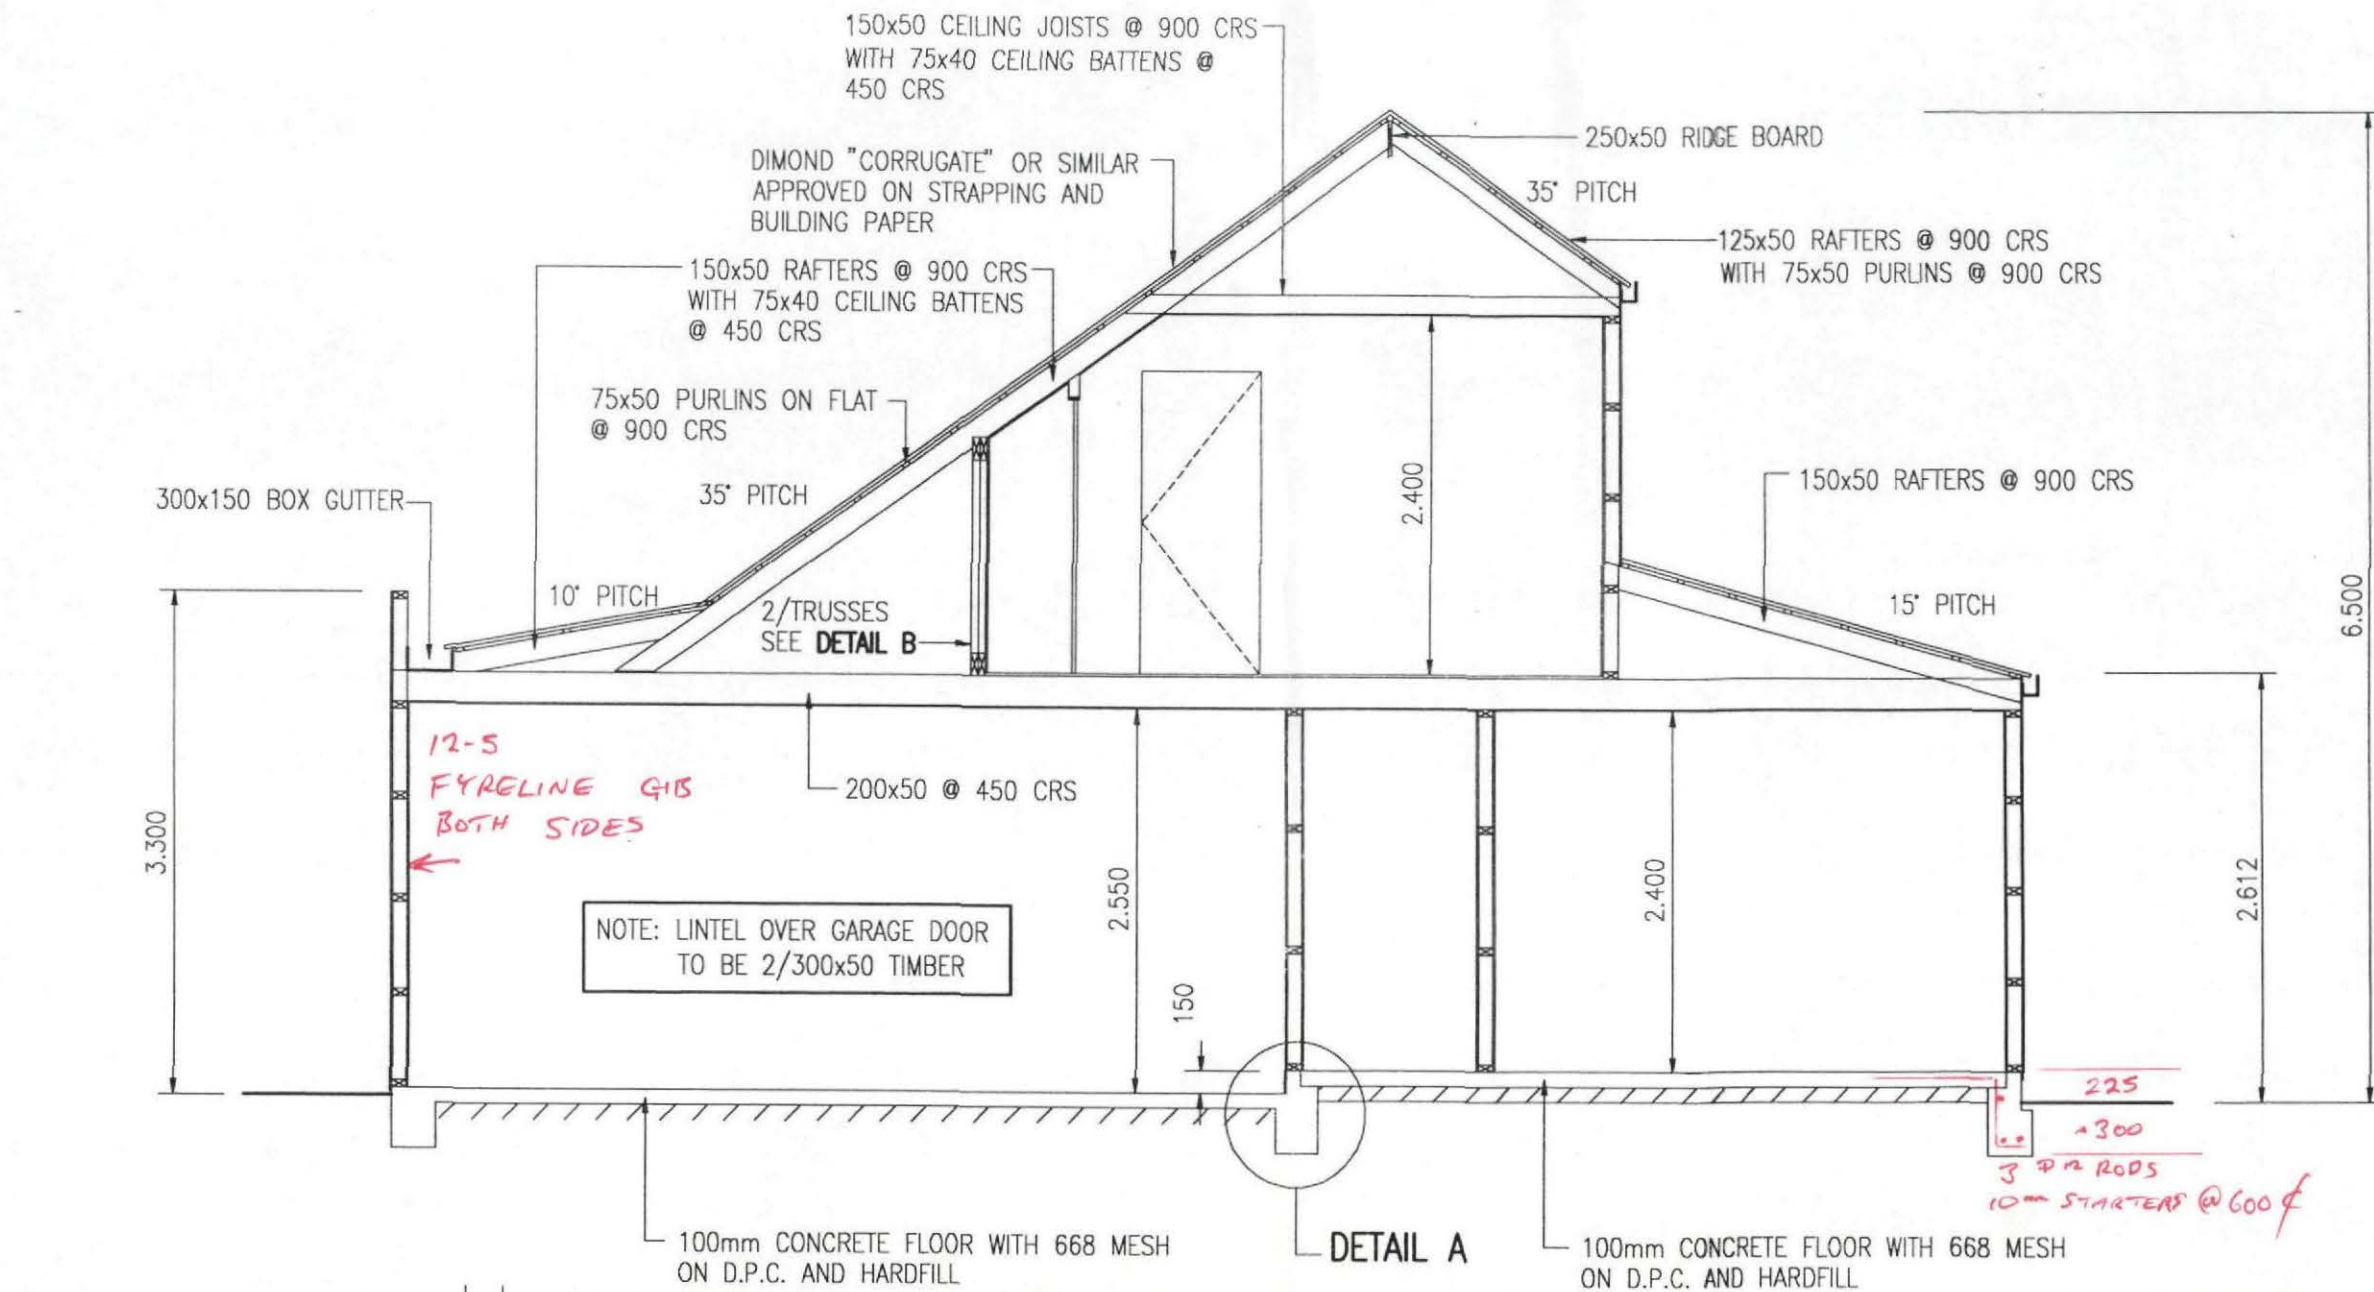 150x50 CEILING JOISTS @ 900 CRS
WITH 75x40 CEILING BATTENS @
450 CRS
250x50 RIDGE BOARD
DIMOND "CORRUGATE" OR SIMILAR
APPROVED ON STRAPPING AND
BUILDING PAPER
35° PITCH
125x50 RAFTERS @ 900 CRS
WITH 75x50 PURLINS @ 900 CRS
150x50 RAFTERS @ 900 CRS
WITH 75x40 CEILING BATTENS
@ 450 CRS
75x50 PURLINS ON FLAT
@ 900 CRS
300x150 BOX GUTTER
35° PITCH
2.400
150x50 RAFTERS @ 900 CRS
10° PITCH
2/TRUSSES
SEE DETAIL B
15° PITCH
6.500
12-5
FYRELINE GIB
BOTH SIDES
200x50 @ 450 CRS
3.300
2.550
2.400
2.612
NOTE: LINTEL OVER GARAGE DOOR
TO BE 2/300x50 TIMBER
150
225
300
3 D12 RODS
10mm STARTERS @ 600
100mm CONCRETE FLOOR WITH 668 MESH
ON D.P.C. AND HARDFILL
DETAIL A
100mm CONCRETE FLOOR WITH 668 MESH
ON D.P.C. AND HARDFILL